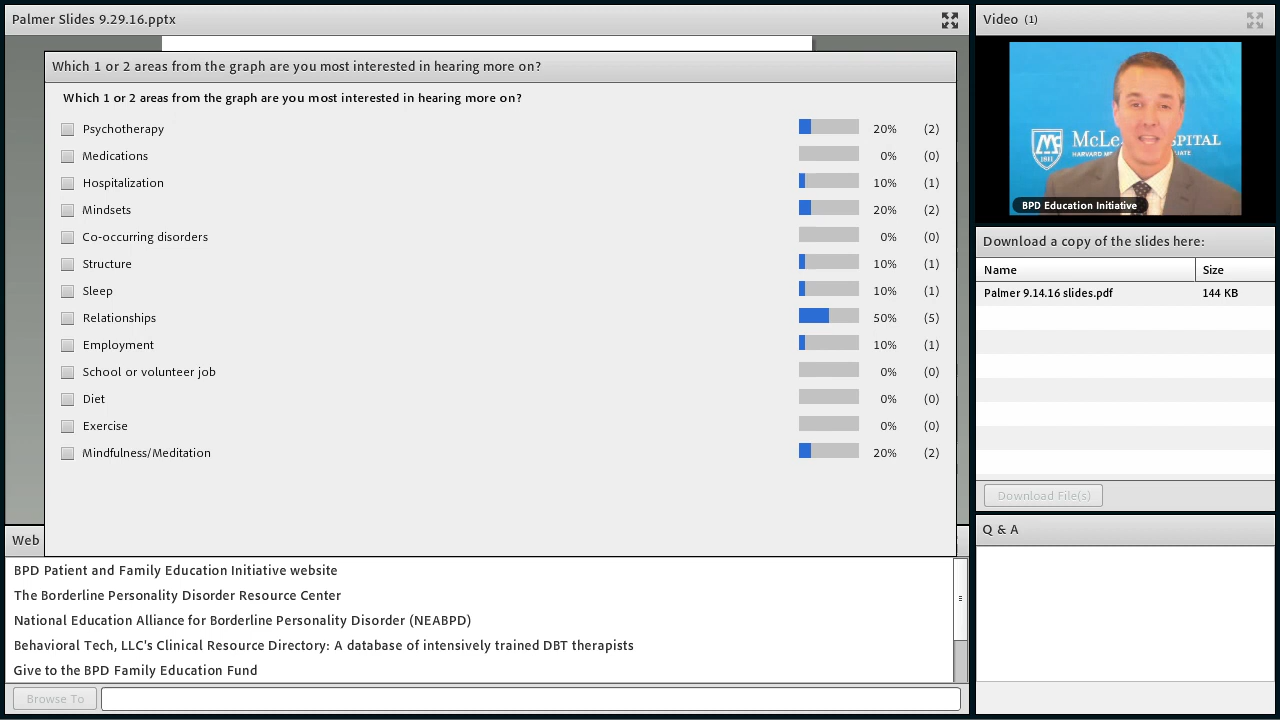 Palmer Slides 9.29.16.pptx
Which 1 or 2 areas from the graph are you most interested in hearing more on?
Which 1 or 2 areas from the graph are you most interested in hearing more on?
Psychotherapy 20% (2)
Medications 0% (0)
Hospitalization 10% (1)
Mindsets 20% (2)
Co-occurring disorders 0% (0)
Structure 10% (1)
Sleep 10% (1)
Relationships 50% (5)
Employment 10% (1)
School or volunteer job 0% (0)
Diet 0% (0)
Exercise 0% (0)
Mindfulness/Meditation 20% (2)
Web
BPD Patient and Family Education Initiative website
The Borderline Personality Disorder Resource Center
National Education Alliance for Borderline Personality Disorder (NEABPD)
Behavioral Tech, LLC's Clinical Resource Directory: A database of intensively trained DBT therapists
Give to the BPD Family Education Fund
Browse To
Video (1)
1811
BPD Education Initiative
Download a copy of the slides here:
Name Size
Palmer 9.14.16 slides.pdf 144 KB
Download File(s)
Q & A